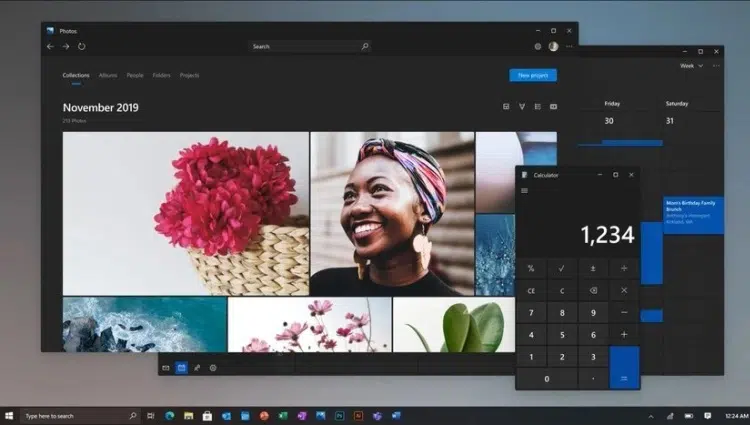 Photos
Search
Collections
Albums
People
Folders
Projects
New project
November 2019
Week
Friday
Saturday
30
31
Mom's Birthday Family
Brunch
Calculator
1,234
%
√
±
÷
CE
C
×
7
8
9
−
4
5
6
+
1
2
3
0
.
=
Type here to search
Ps
Ai
12:24 AM